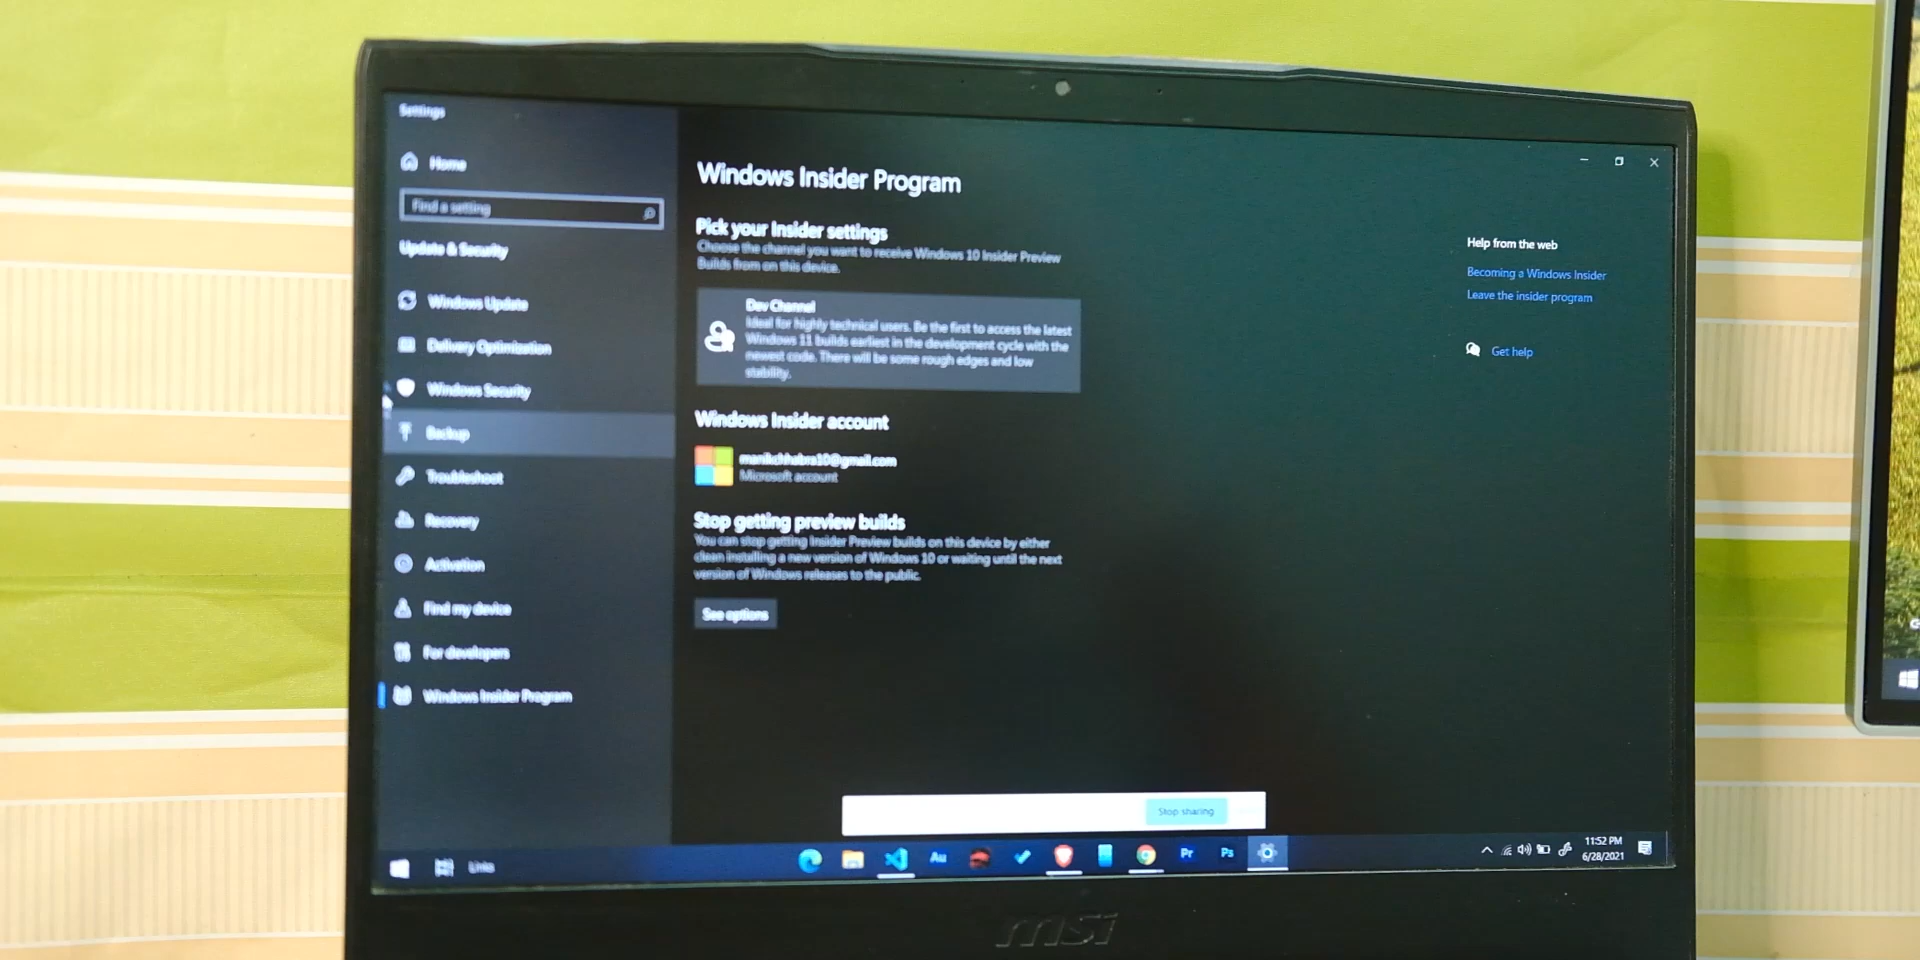 Settings
Home
Find a setting
Update & Security
Windows Update
Delivery Optimization
Windows Security
Backup
Troubleshoot
Recovery
Activation
Find my device
For developers
Windows Insider Program
Windows Insider Program
Pick your Insider settings
Choose the channel you want to receive Windows 10 Insider Preview
Builds from on this device.
Dev Channel
Ideal for highly technical users. Be the first to access the latest
Windows 11 builds earliest in the development cycle with the
newest code. There will be some rough edges and low
stability.
Windows Insider account
manikchhabra10@gmail.com
Microsoft account
Stop getting preview builds
You can stop getting Insider Preview builds on this device by either
clean installing a new version of Windows 10 or waiting until the next
version of Windows releases to the public.
See options
Help from the web
Becoming a Windows Insider
Leave the insider program
Get help
Stop sharing
Links
Au
Pr
Ps
11:52 PM
6/28/2021
msi